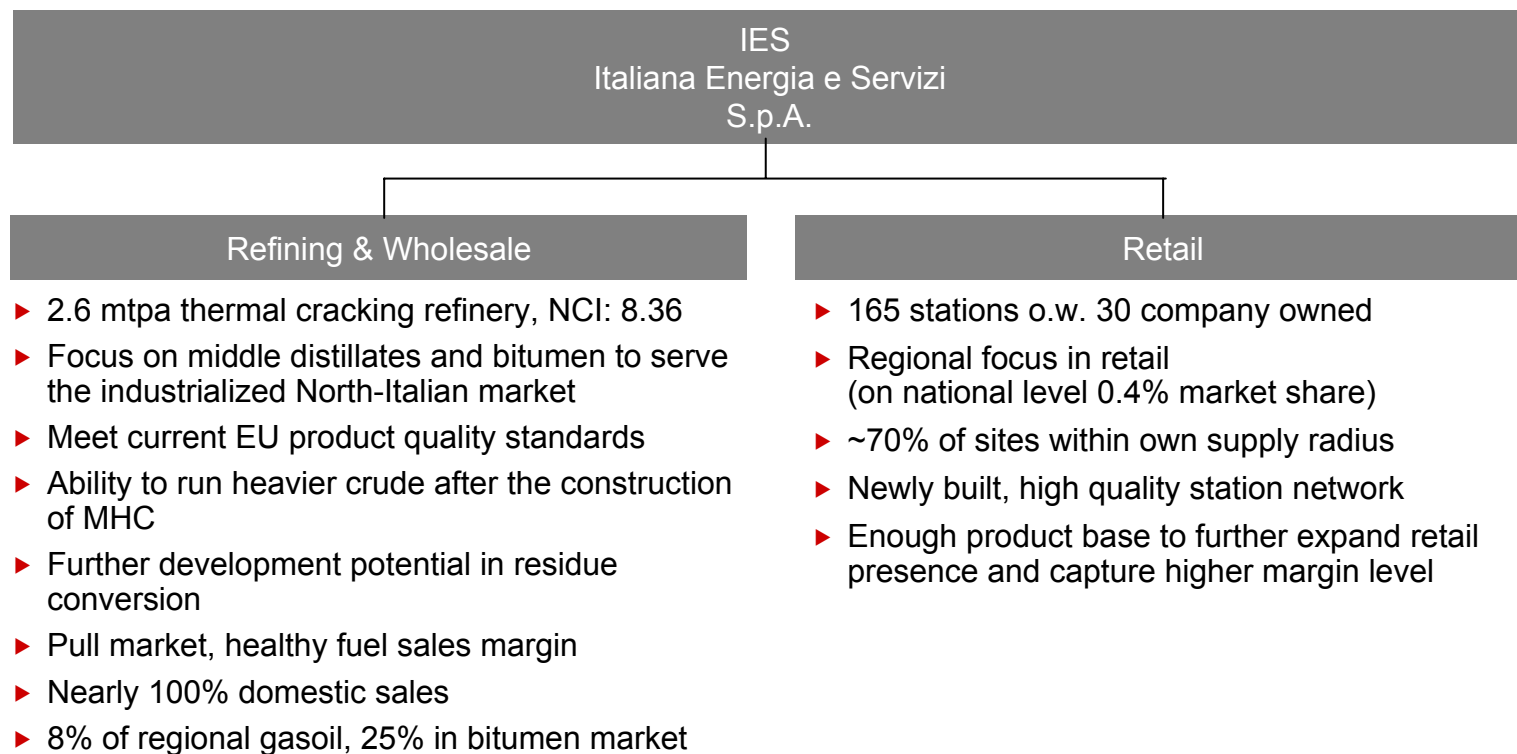 IES
Italiana Energia e Servizi
S.p.A.
Refining & Wholesale
► 2.6 mtpa thermal cracking refinery, NCI: 8.36
► Focus on middle distillates and bitumen to serve
the industrialized North-Italian market
► Meet current EU product quality standards
► Ability to run heavier crude after the construction
of MHC
► Further development potential in residue
conversion
► Pull market, healthy fuel sales margin
► Nearly 100% domestic sales
► 8% of regional gasoil, 25% in bitumen market
Retail
► 165 stations o.w. 30 company owned
► Regional focus in retail
(on national level 0.4% market share)
► ~70% of sites within own supply radius
► Newly built, high quality station network
► Enough product base to further expand retail
presence and capture higher margin level